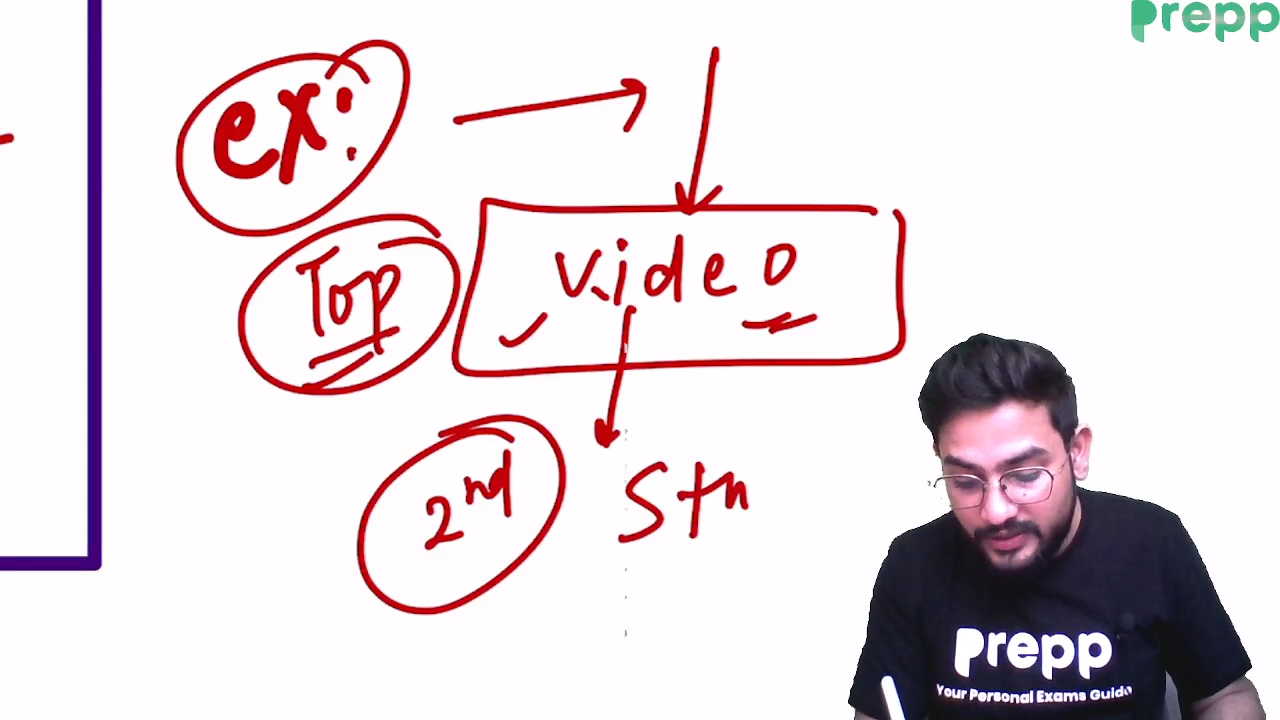 prepp
ex:
Top
video
2nd
Stn
prepp
Your Personal Exams Guide